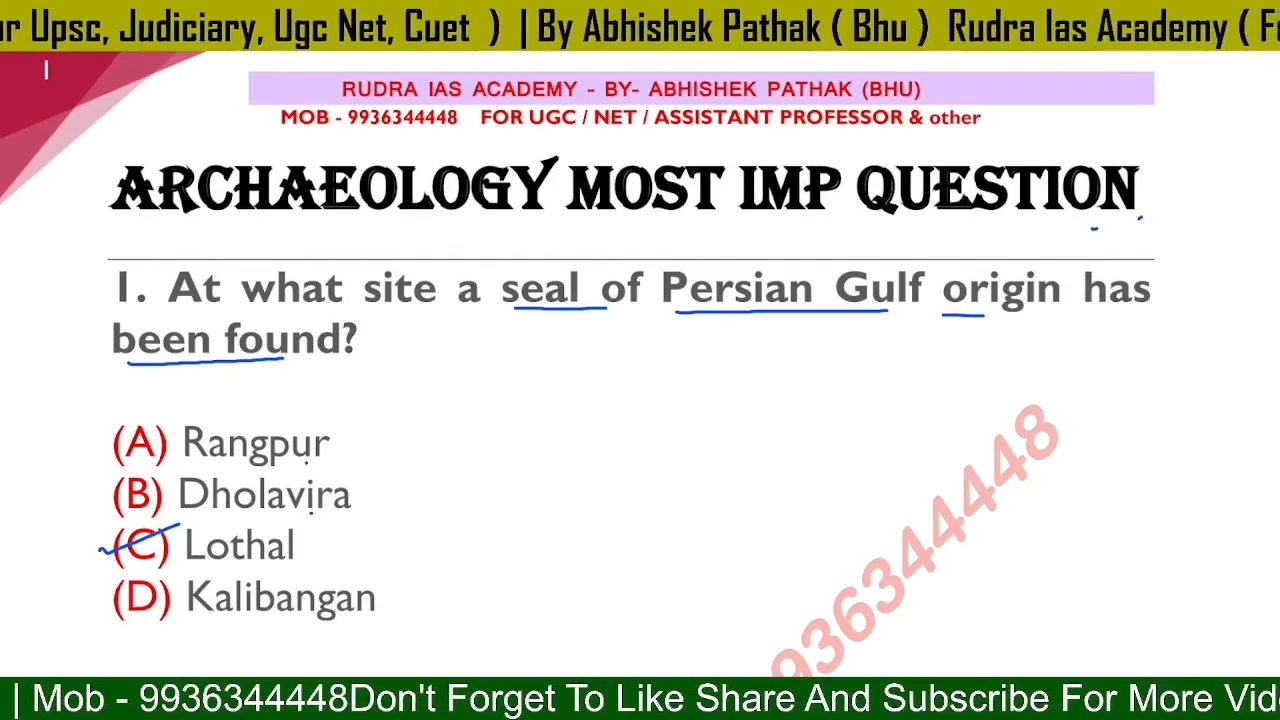 ur Upsc, Judiciary, Ugc Net, Cuet ) | By Abhishek Pathak ( Bhu ) Rudra Ias Academy ( F
RUDRA IAS ACADEMY - BY- ABHISHEK PATHAK (BHU)
MOB - 9936344448 FOR UGC / NET / ASSISTANT PROFESSOR & other
ARCHAEOLOGY MOST IMP QUESTION
1. At what site a seal of Persian Gulf origin has
been found?
(A) Rangpur
(B) Dholavira
(C) Lothal
(D) Kalibangan
936344448
| Mob - 9936344448Don't Forget To Like Share And Subscribe For More Vid